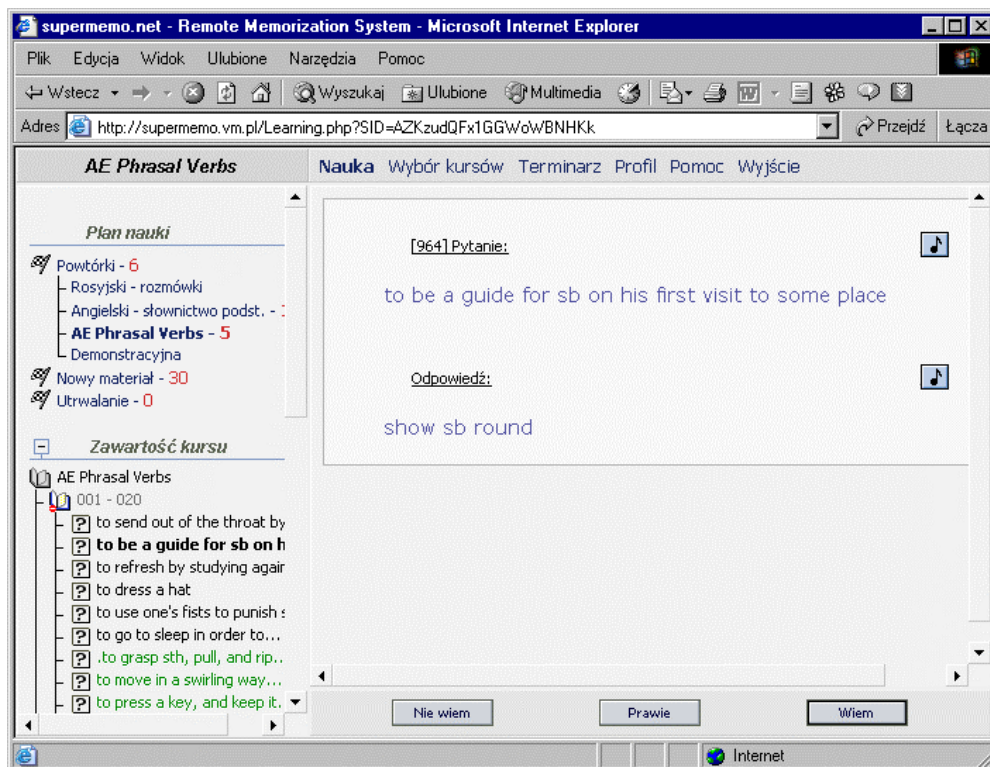 supermemo.net - Remote Memorization System - Microsoft Internet Explorer
Plik Edycja Widok Ulubione Narzędzia Pomoc
Wstecz Wyszukaj Ulubione Multimedia
Adres http://supermemo.vm.pl/Learning.php?SID=AZKzudQFx1GGWoWBNHKk Przejdź Łącza
AE Phrasal Verbs
Nauka Wybór kursów Terminarz Profil Pomoc Wyjście
Plan nauki
Powtórki - 6
Rosyjski - rozmówki
Angielski - słownictwo podst. -
AE Phrasal Verbs - 5
Demonstracyjna
Nowy materiał - 30
Utrwalanie - 0
Zawartość kursu
AE Phrasal Verbs
001 - 020
to send out of the throat by
to be a guide for sb on h
to refresh by studying again
to dress a hat
to use one's fists to punish s
to go to sleep in order to...
.to grasp sth, pull, and rip..
to move in a swirling way...
to press a key, and keep it.
[964] Pytanie:
to be a guide for sb on his first visit to some place
Odpowiedź:
show sb round
Nie wiem Prawie Wiem
Internet